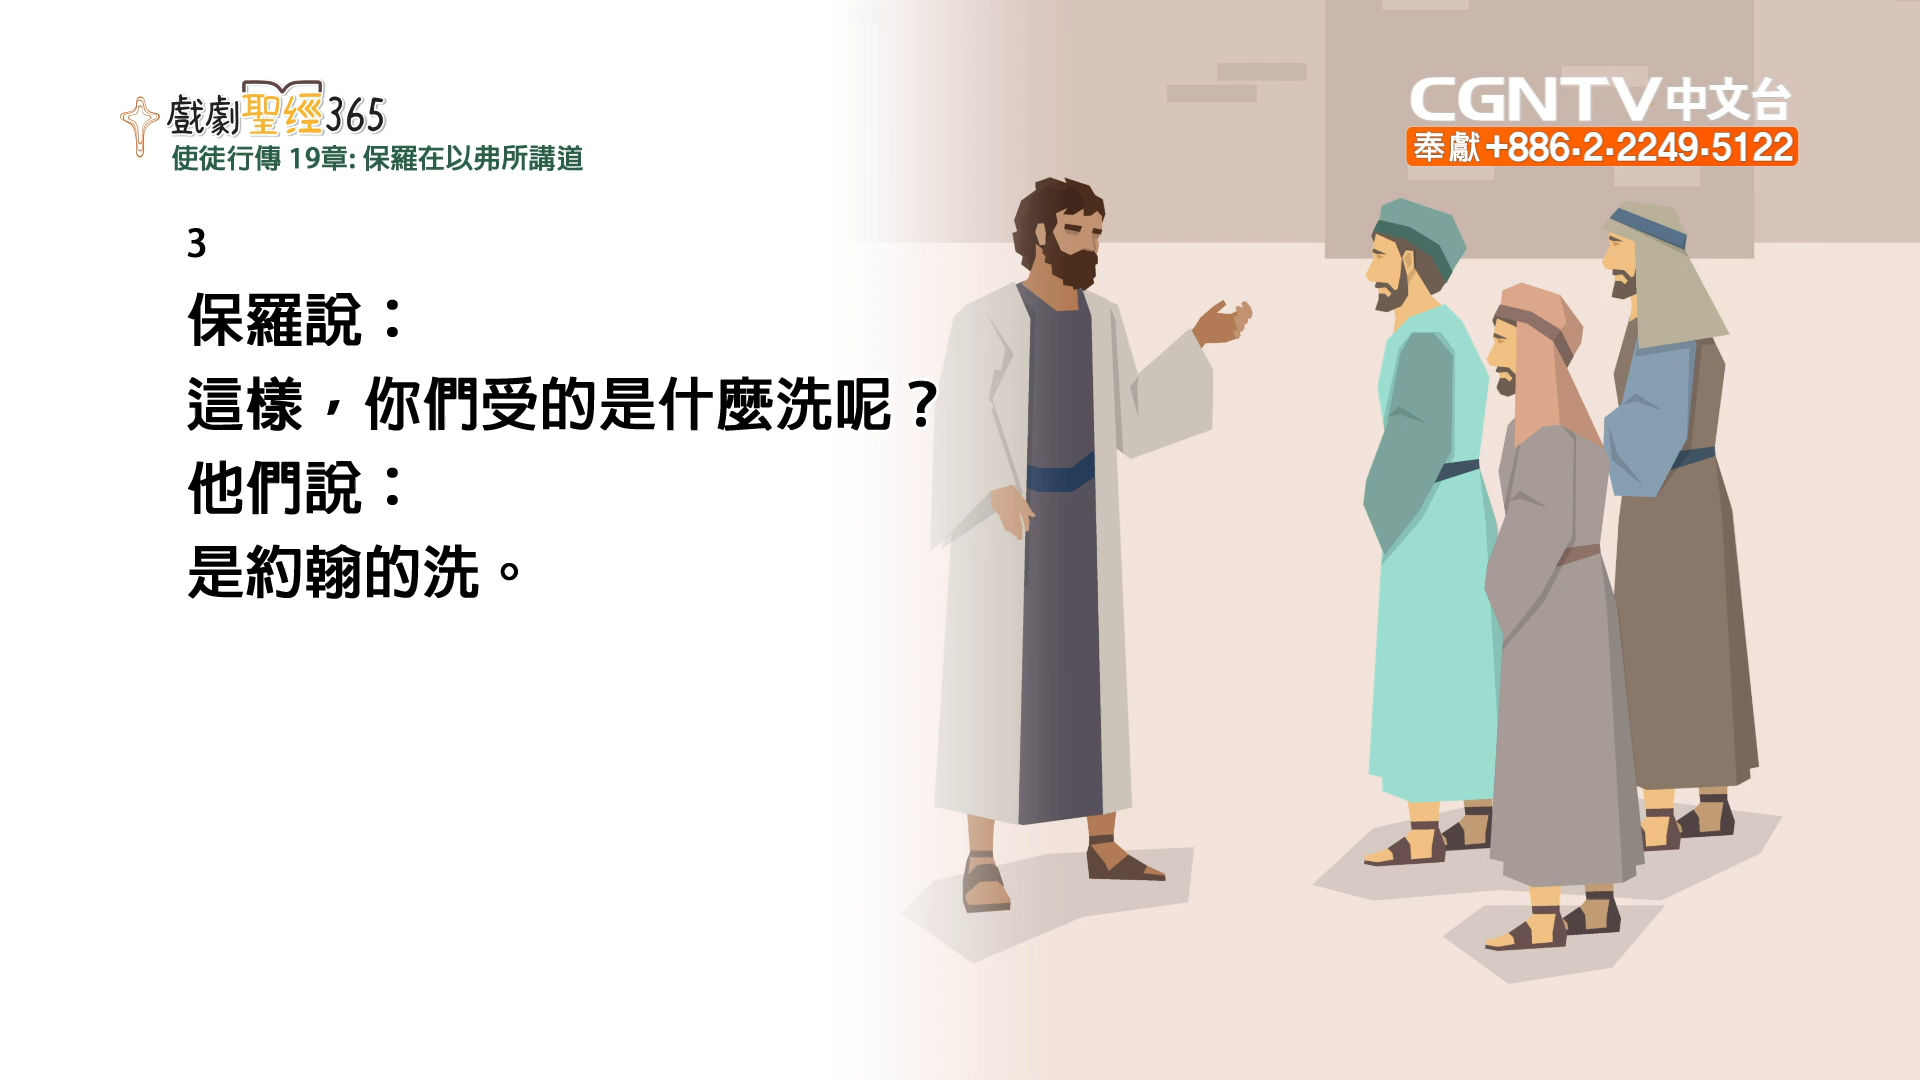 戲劇聖經365
使徒行傳 19章: 保羅在以弗所講道
CGNTV中文台
奉獻+886-2-2249-5122
3
保羅說：
這樣，你們受的是什麼洗呢？
他們說：
是約翰的洗。